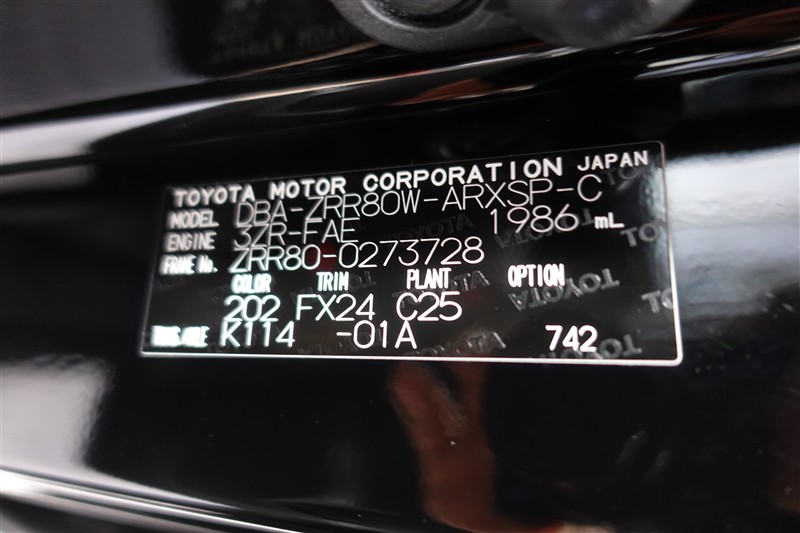 TOYOTA MOTOR CORPORATION JAPAN
MODEL DBA-ZRR80W-ARXSP-C
ENGINE 3ZR-FAE 1986 mL
FRAME No. ZRR80-0273728
COLOR TRIM PLANT OPTION
202 FX24 C25
K114 -01A 742